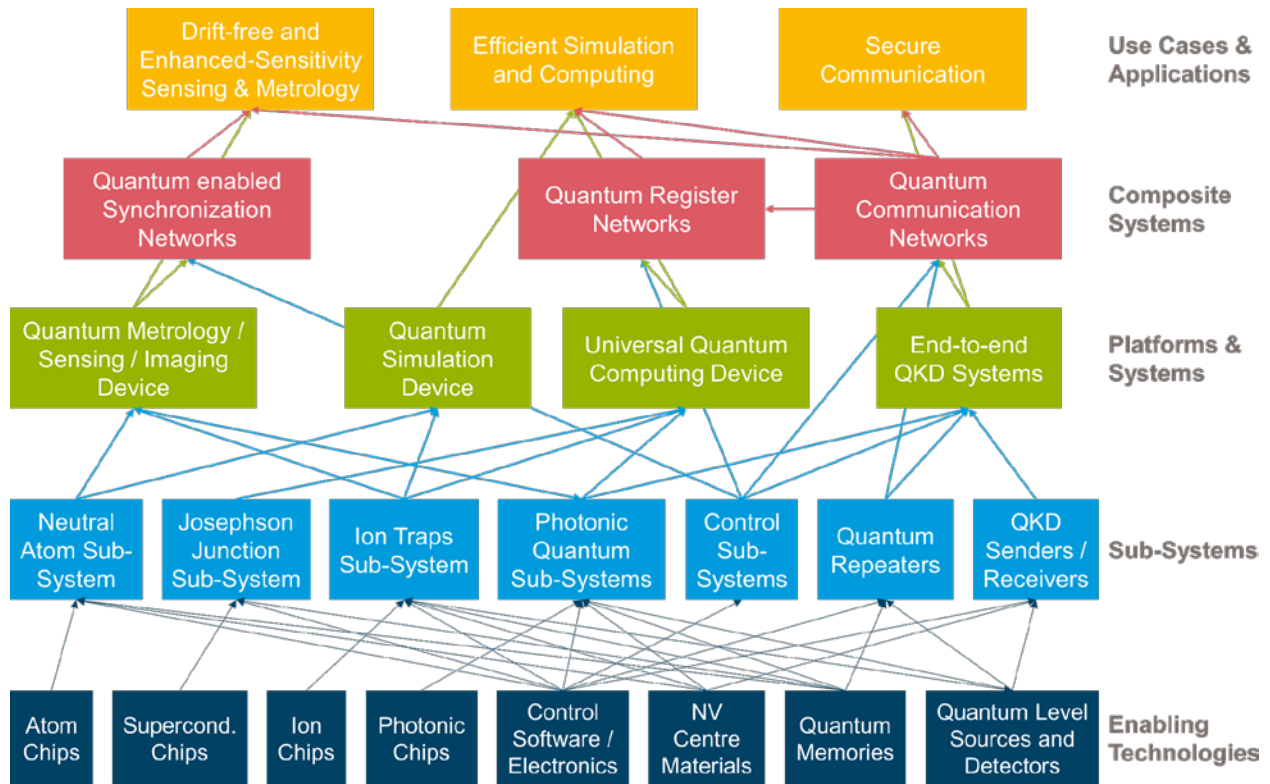 Drift-free and
Enhanced-Sensitivity
Sensing & Metrology
Efficient Simulation
and Computing
Secure
Communication
Use Cases &
Applications
Quantum enabled
Synchronization
Networks
Quantum Register
Networks
Quantum
Communication
Networks
Composite
Systems
Quantum Metrology /
Sensing / Imaging
Device
Quantum
Simulation
Device
Universal Quantum
Computing Device
End-to-end
QKD Systems
Platforms &
Systems
Neutral
Atom Sub-
System
Josephson
Junction
Sub-System
Ion Traps
Sub-System
Photonic
Quantum
Sub-Systems
Control
Sub-
Systems
Quantum
Repeaters
QKD
Senders /
Receivers
Sub-Systems
Atom
Chips
Supercond.
Chips
Ion
Chips
Photonic
Chips
Control
Software /
Electronics
NV
Centre
Materials
Quantum
Memories
Quantum Level
Sources and
Detectors
Enabling
Technologies